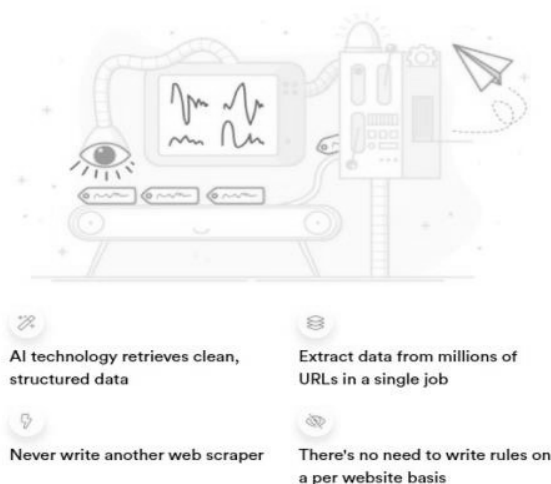 AI technology retrieves clean,
structured data
Extract data from millions of
URLs in a single job
Never write another web scraper
There's no need to write rules on
a per website basis